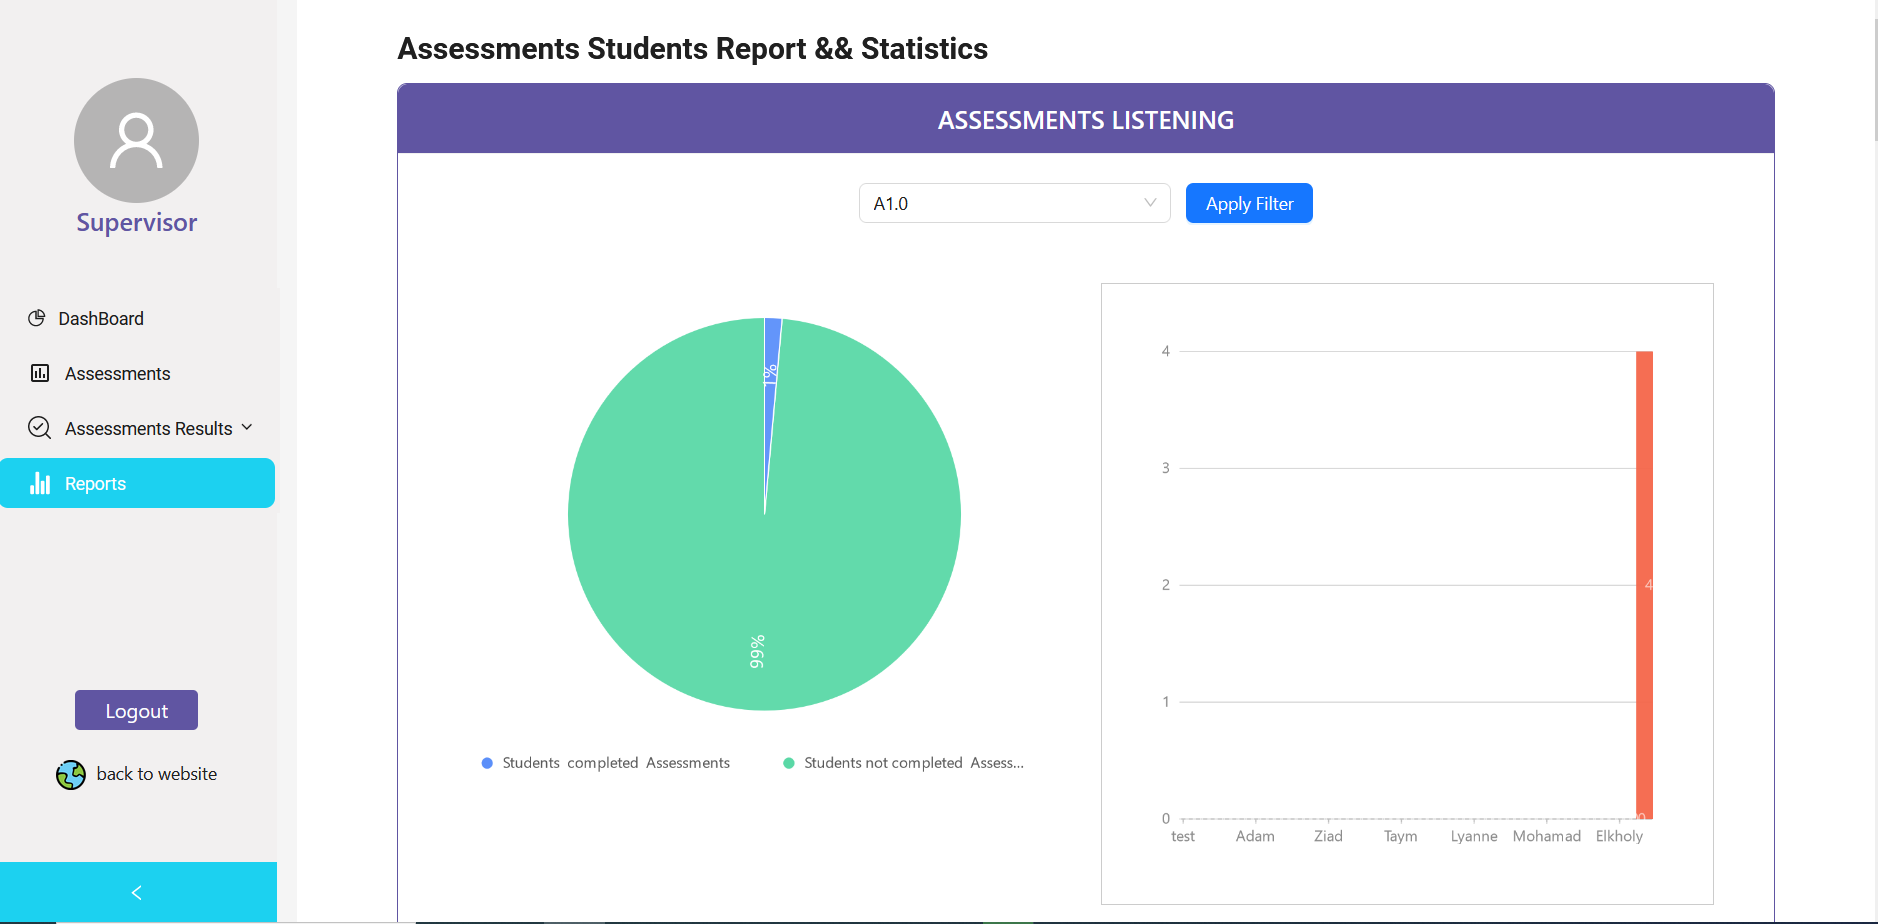 Supervisor
DashBoard
Assessments
Assessments Results
Reports
Logout
back to website
Assessments Students Report && Statistics
ASSESSMENTS LISTENING
A1.0
Apply Filter
1%
99%
Students completed Assessments
Students not completed Assess...
4
3
2
1
0
4
0
test Adam Ziad Taym Lyanne Mohamad Elkholy